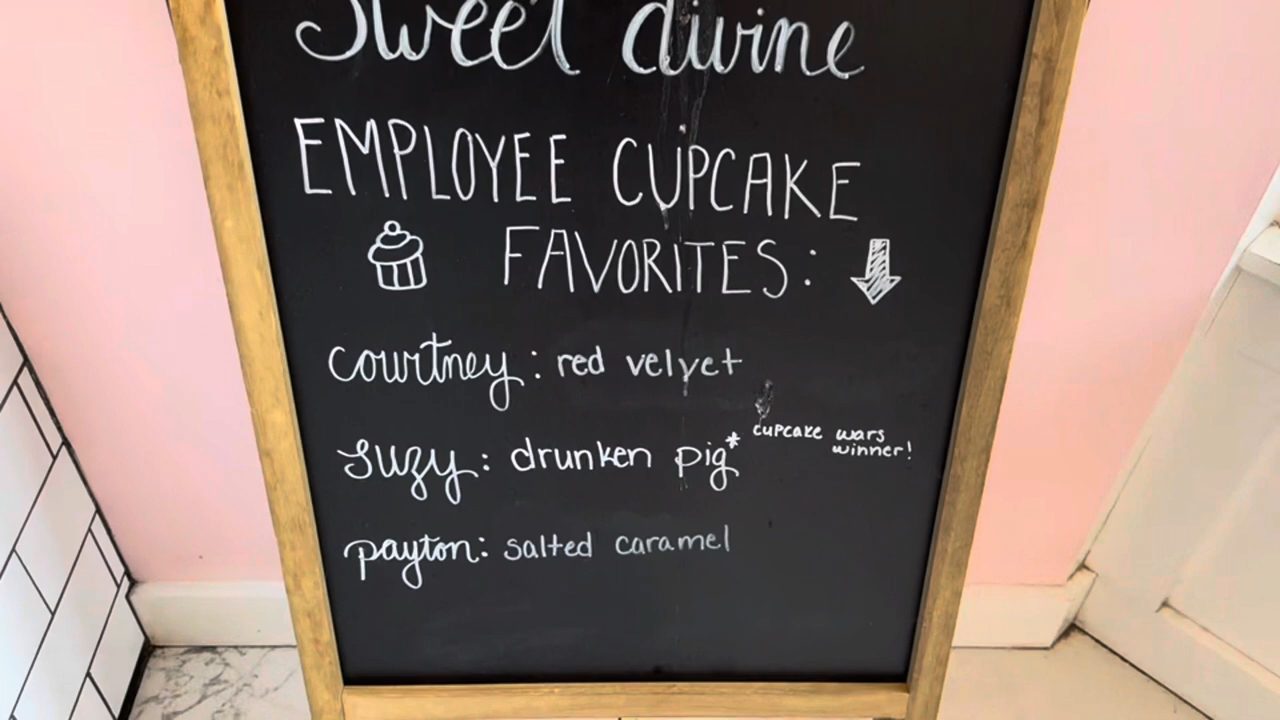 Sweet divine
EMPLOYEE CUPCAKE
FAVORITES:
courtney: red velvet
suzy: drunken pig*
cupcake wars
winner!
payton: salted caramel